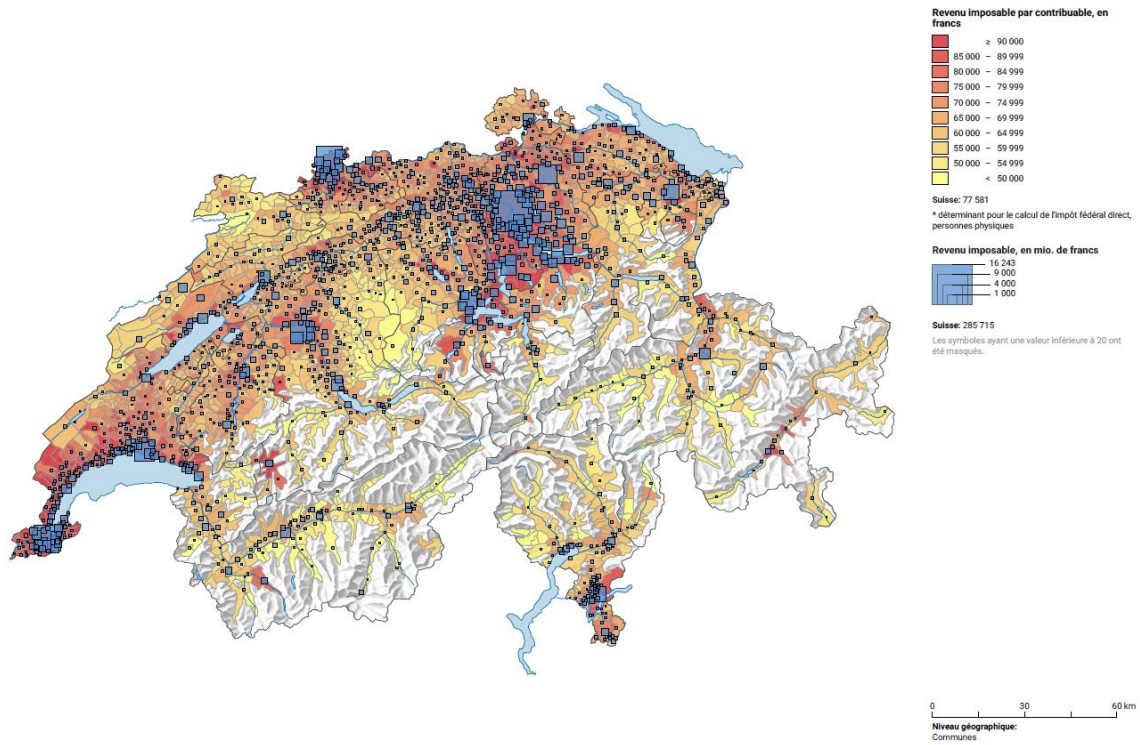 Revenu imposable par contribuable, en
francs
≥ 90 000
85 000 – 89 999
80 000 – 84 999
75 000 – 79 999
70 000 – 74 999
65 000 – 69 999
60 000 – 64 999
55 000 – 59 999
50 000 – 54 999
< 50 000
Suisse: 77 581
* déterminant pour le calcul de l'impôt fédéral direct,
personnes physiques
Revenu imposable, en mio. de francs
16 243
9 000
4 000
1 000
Suisse: 285 715
Les symboles ayant une valeur inférieure à 20 ont
été masqués.
0 30 60 km
Niveau géographique:
Communes